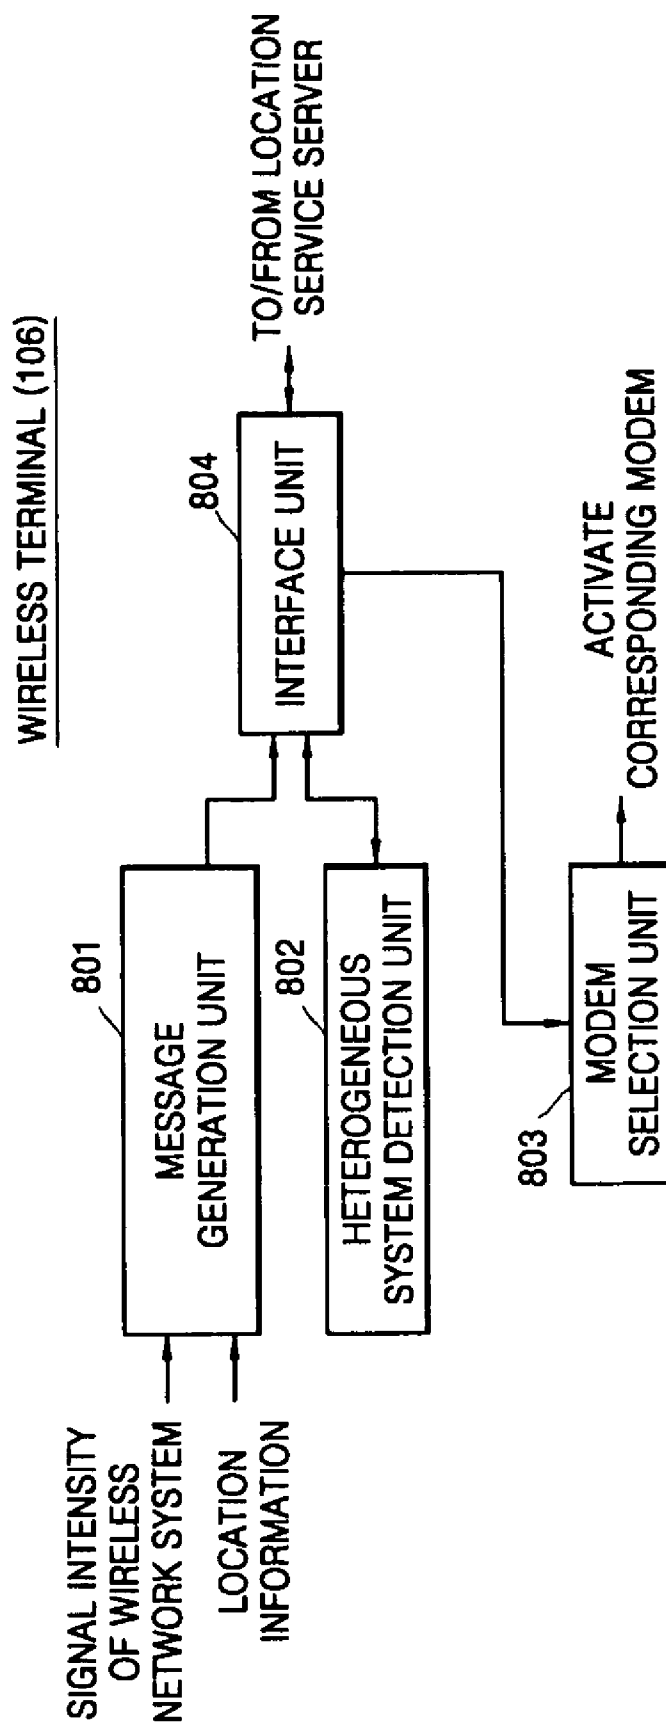 WIRELESS TERMINAL (106)
SIGNAL INTENSITY
OF WIRELESS
NETWORK SYSTEM
LOCATION
INFORMATION
801
MESSAGE
GENERATION UNIT
802
HETEROGENEOUS
SYSTEM DETECTION UNIT
804
INTERFACE UNIT
TO/FROM LOCATION
SERVICE SERVER
803
MODEM
SELECTION UNIT
ACTIVATE
CORRESPONDING MODEM